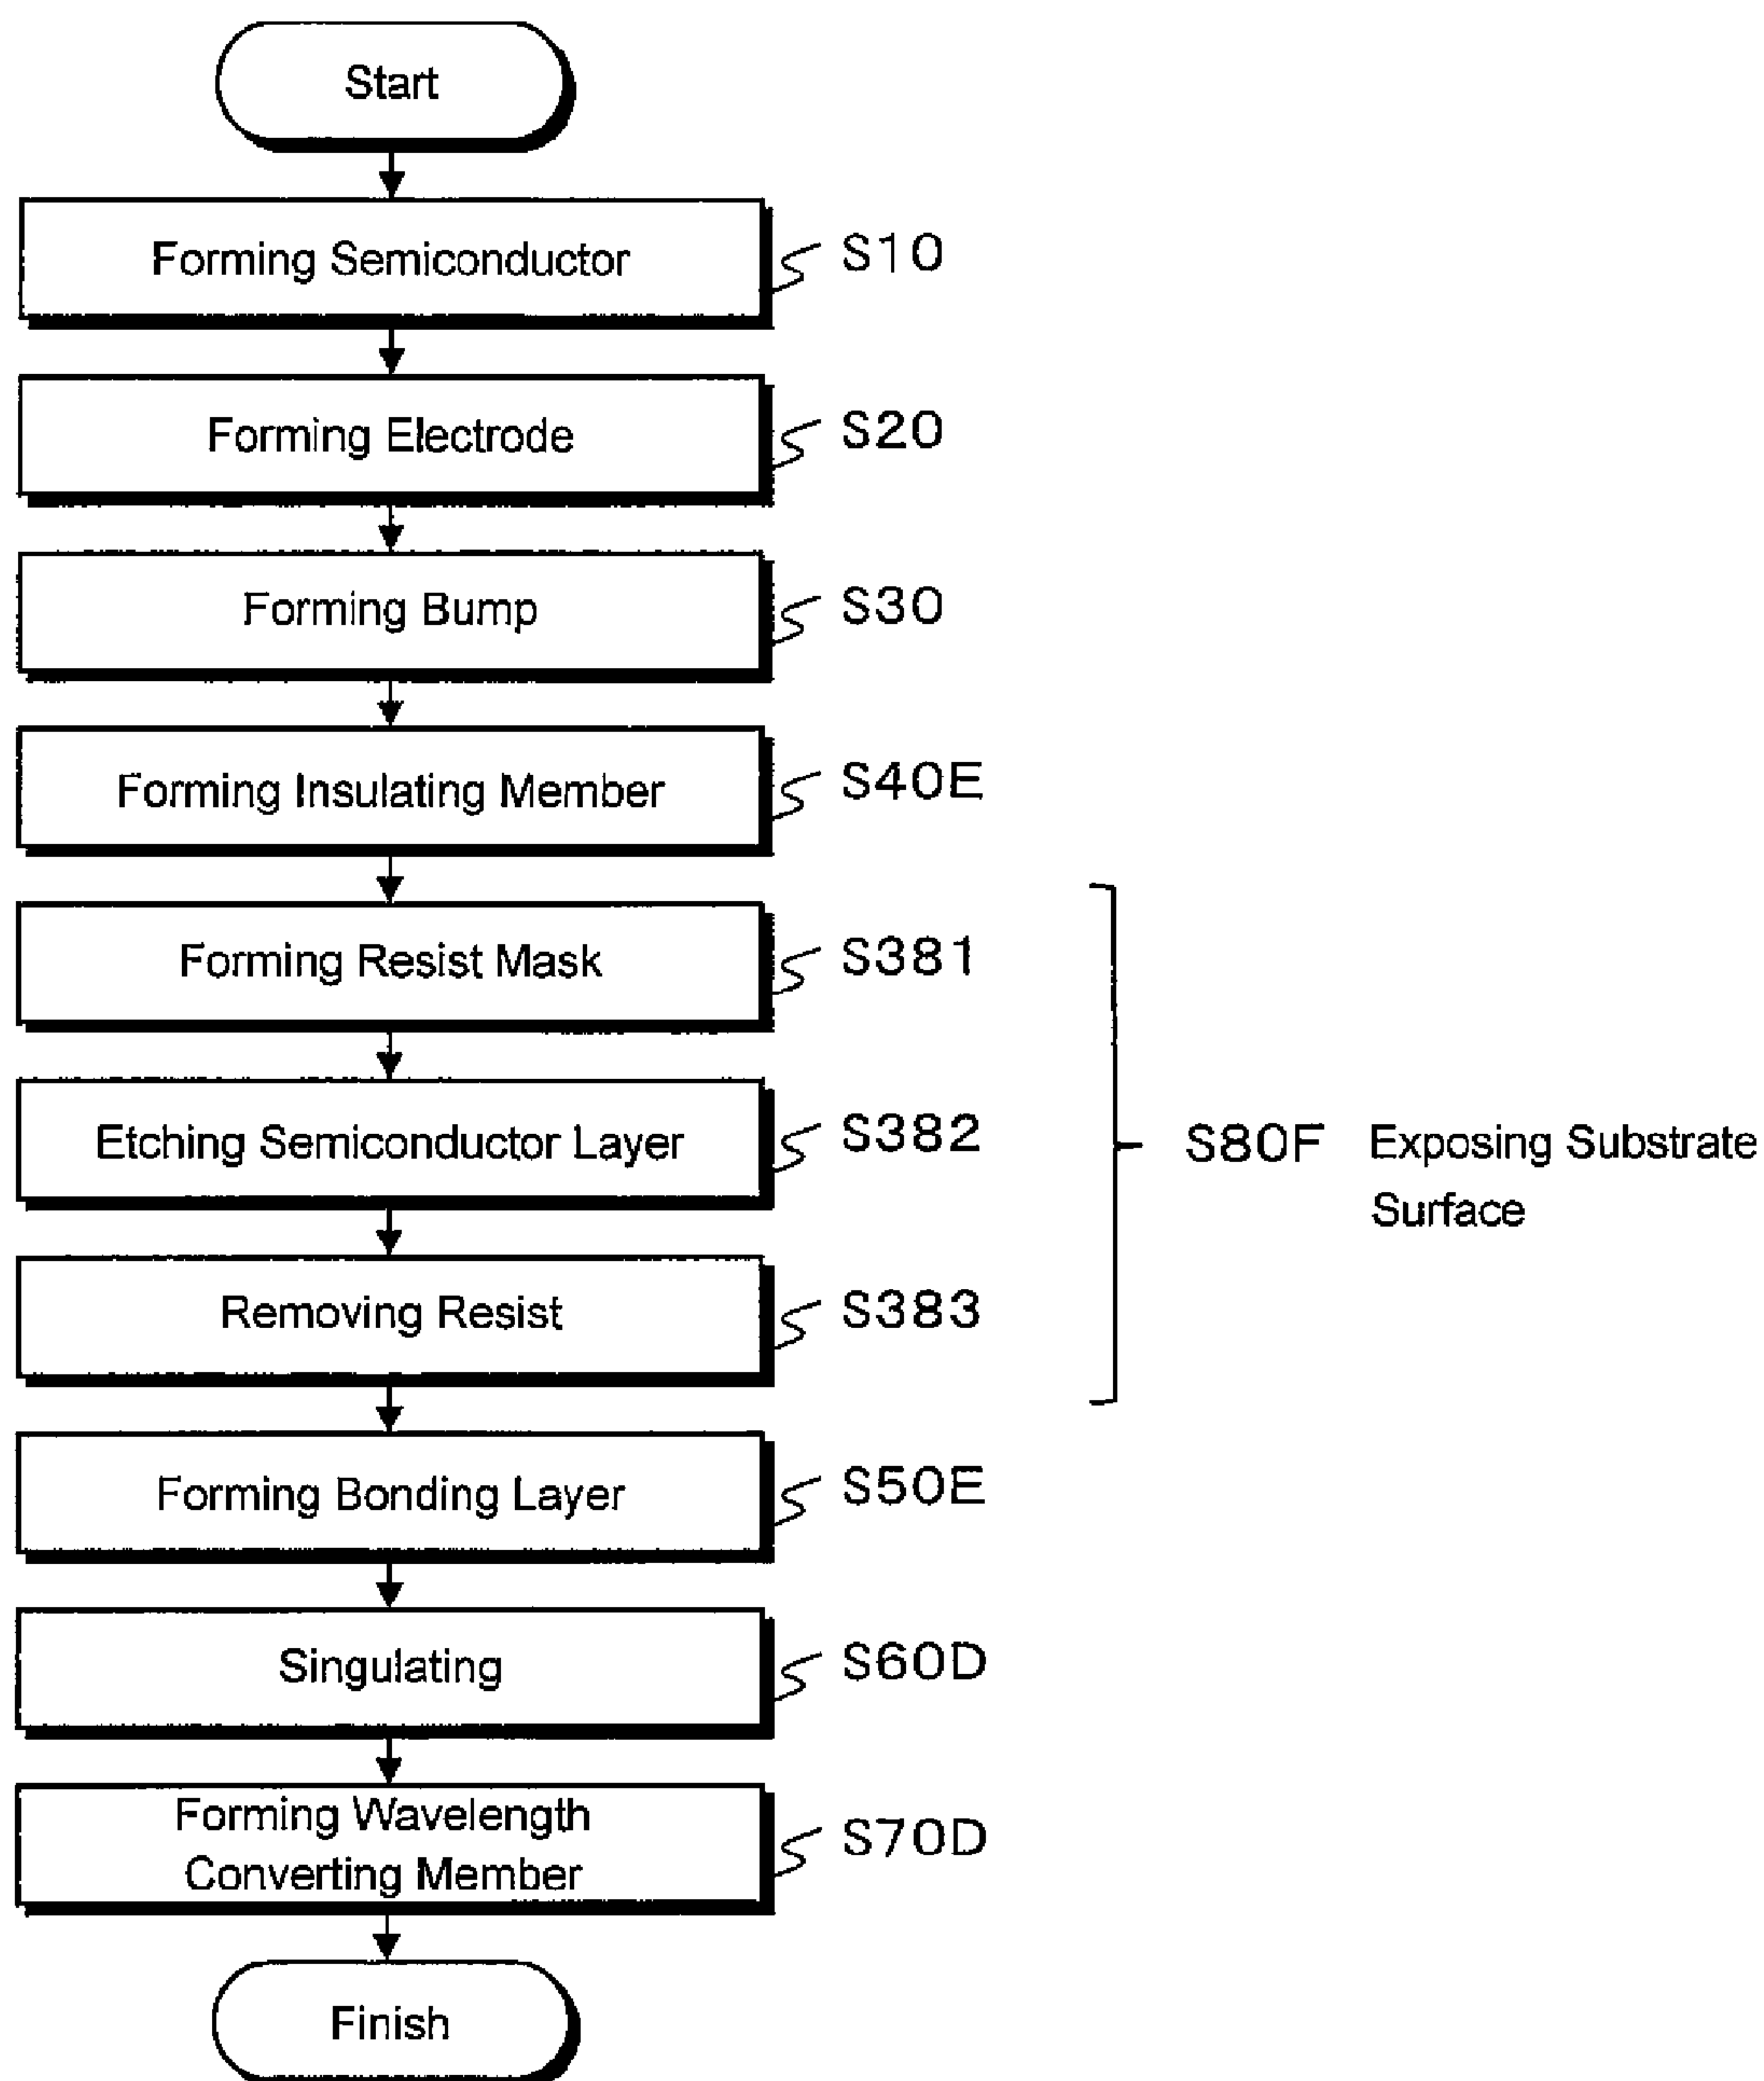 Start
Forming Semiconductor
S10
Forming Electrode
S20
Forming Bump
S30
Forming Insulating Member
S40E
Forming Resist Mask
S381
Etching Semiconductor Layer
S382
S80F Exposing Substrate
Surface
Removing Resist
S383
Forming Bonding Layer
S50E
Singulating
S60D
Forming Wavelength
Converting Member
S70D
Finish